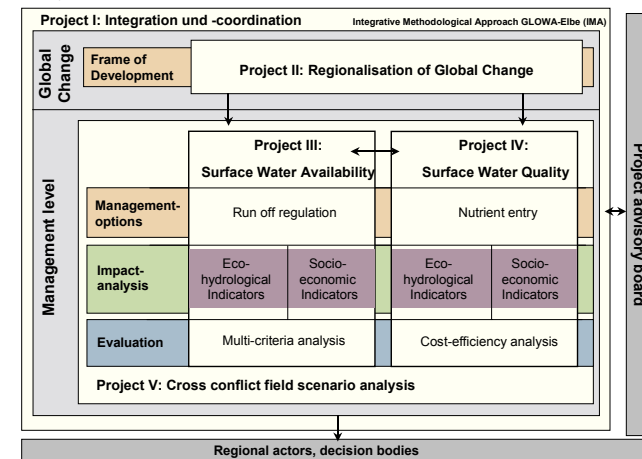 Project I: Integration und -coordination
Integrative Methodological Approach GLOWA-Elbe (IMA)
Global
Change
Frame of
Development
Project II: Regionalisation of Global Change
Management level
Project III:
Surface Water Availability
Project IV:
Surface Water Quality
Management-
options
Run off regulation
Nutrient entry
Impact-
analysis
Eco-
hydrological
Indicators
Socio-
economic
Indicators
Eco-
hydrological
Indicators
Socio-
economic
Indicators
Evaluation
Multi-criteria analysis
Cost-efficiency analysis
Project V: Cross conflict field scenario analysis
Project advisory board
Regional actors, decision bodies